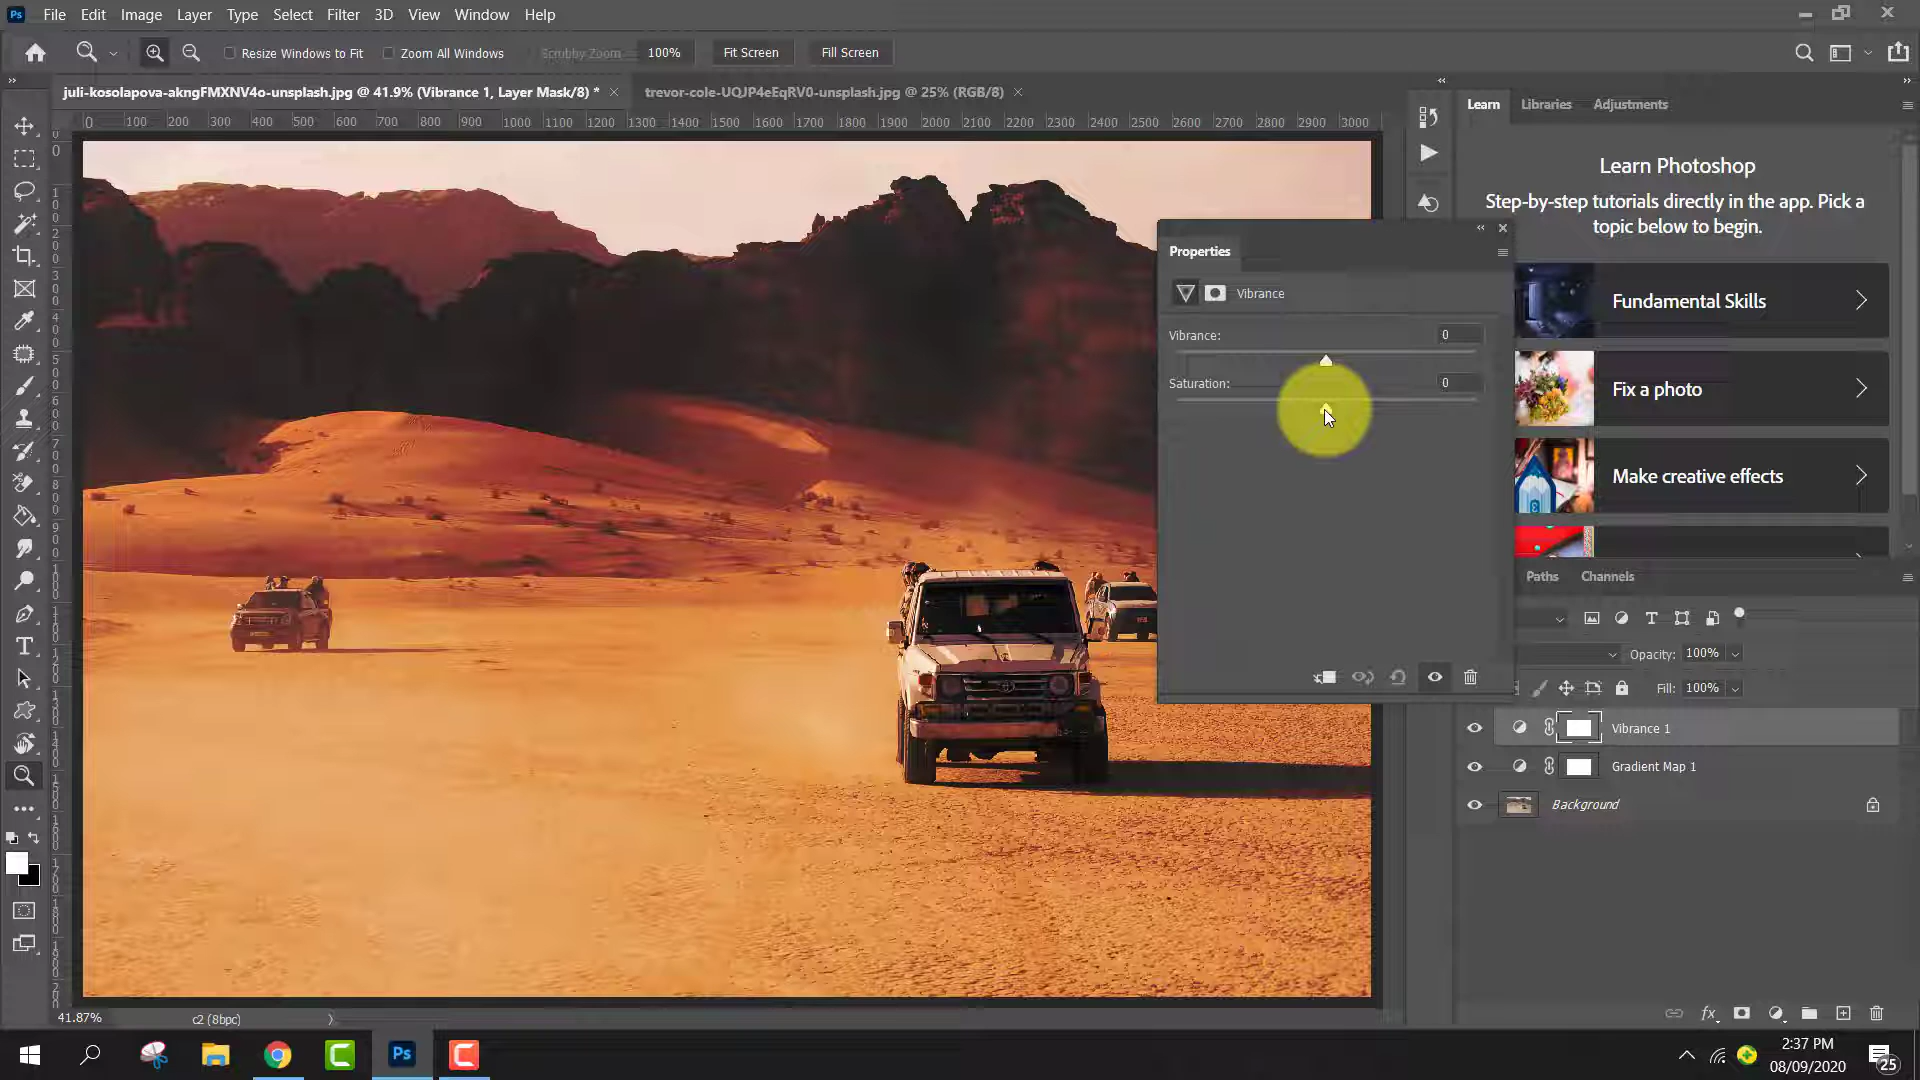 Ps File Edit Image Layer Type Select Filter 3D View Window Help
Resize Windows to Fit Zoom All Windows Scrubby Zoom 100% Fit Screen Fill Screen
juli-kosolapova-akngFMXNV4o-unsplash.jpg @ 41.9% (Vibrance 1, Layer Mask/8) * trevor-cole-UQJP4eEqRV0-unsplash.jpg @ 25% (RGB/8)
0 100 200 300 400 500 600 700 800 900 1000 1100 1200 1300 1400 1500 1600 1700 1800 1900 2000 2100 2200 2300 2400 2500 2600 2700 2800 2900 3000
Learn Libraries Adjustments
Learn Photoshop
Step-by-step tutorials directly in the app. Pick a
topic below to begin.
Fundamental Skills
Fix a photo
Make creative effects
Properties
Vibrance
Vibrance: 0
Saturation: 0
Paths Channels
Opacity: 100%
Fill: 100%
Vibrance 1
Gradient Map 1
Background
fx
41.87% c2 (8bpc)
Ps
2:37 PM
08/09/2020
25